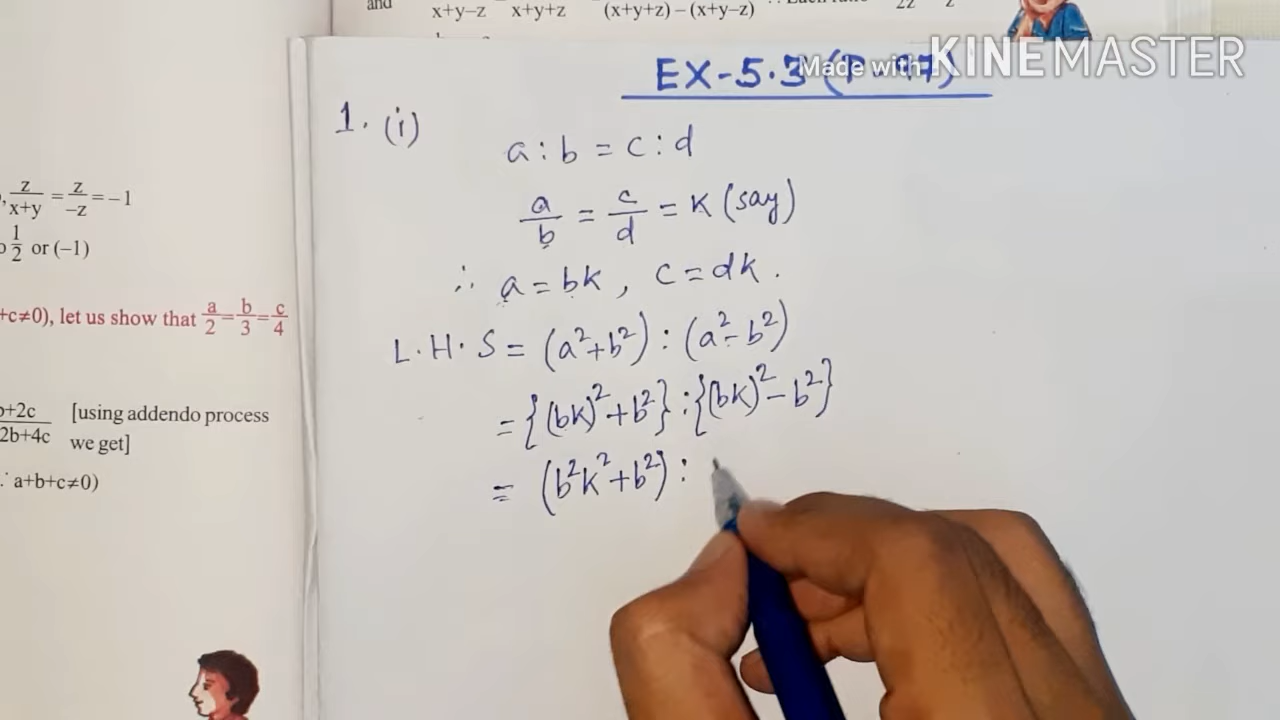 and
x+y–z x+y+z (x+y+z) – (x+y–z)
Made with KINEMASTER
EX-5.3 (P-97)
1. (i)
a : b = c : d
z/x+y = z/-z = –1
a/b = c/d = K (say)
1/2 or (–1)
∴ a = bk , c = dk .
+c≠0), let us show that a/2 = b/3 = c/4
L.H.S = (a²+b²) : (a²-b²)
= {(bk)²+b²} : {(bk)²-b²}
b+2c/2b+4c [using addendo process
we get]
= (b²k²+b²) :
∵ a+b+c≠0)